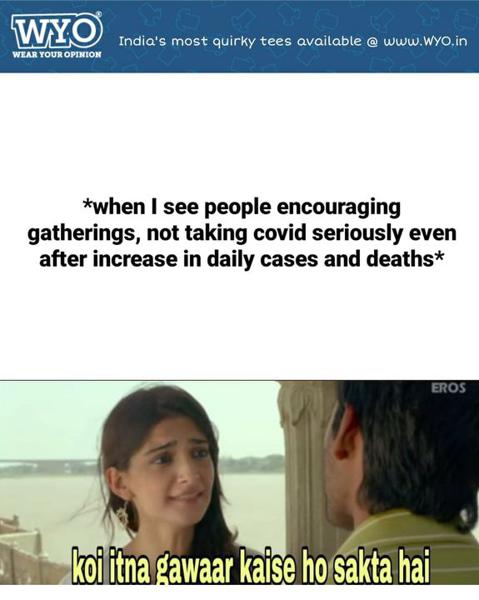 WYO
WEAR YOUR OPINION
India's most quirky tees available @ www.WYO.in
*when I see people encouraging
gatherings, not taking covid seriously even
after increase in daily cases and deaths*
EROS
koi itna gawaar kaise ho sakta hai